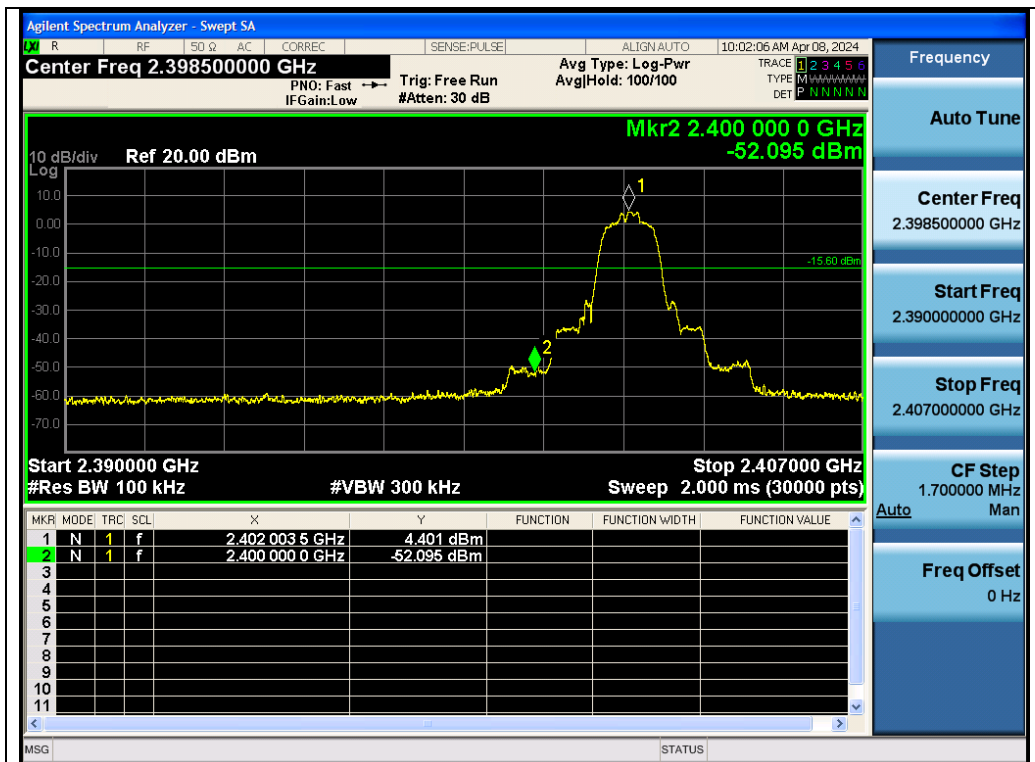 Agilent Spectrum Analyzer - Swept SA
LXI R RF 50 Ω AC CORREC SENSE:PULSE ALIGN AUTO 10:02:06 AM Apr 08, 2024
Center Freq 2.398500000 GHz
PNO: Fast
IFGain:Low
Trig: Free Run
#Atten: 30 dB
Avg Type: Log-Pwr
Avg|Hold: 100/100
TRACE 1 2 3 4 5 6
TYPE M
DET P N N N N N
Mkr2 2.400 000 0 GHz
-52.095 dBm
10 dB/div Ref 20.00 dBm
Log
10.0
0.00
-10.0
-20.0
-30.0
-40.0
-50.0
-60.0
-70.0
1
-15.60 dBm
2
Start 2.390000 GHz Stop 2.407000 GHz
#Res BW 100 kHz #VBW 300 kHz Sweep 2.000 ms (30000 pts)
MKR MODE TRC SCL X Y FUNCTION FUNCTION WIDTH FUNCTION VALUE
1 N 1 f 2.402 003 5 GHz 4.401 dBm
2 N 1 f 2.400 000 0 GHz -52.095 dBm
3
4
5
6
7
8
9
10
11
MSG STATUS
Frequency
Auto Tune
Center Freq
2.398500000 GHz
Start Freq
2.390000000 GHz
Stop Freq
2.407000000 GHz
CF Step
1.700000 MHz
Auto Man
Freq Offset
0 Hz